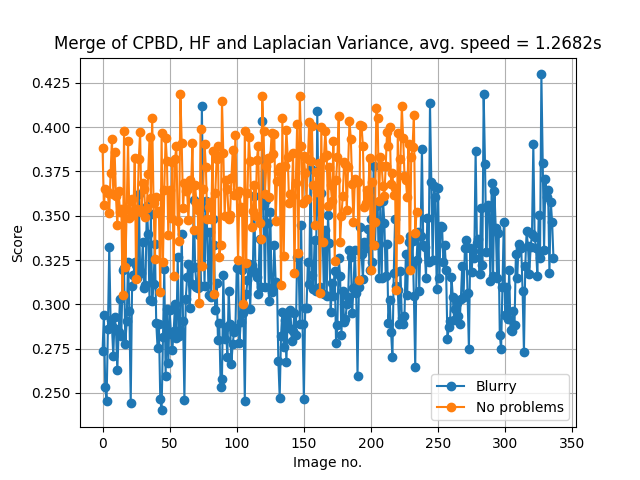 Merge of CPBD, HF and Laplacian Variance, avg. speed = 1.2682s
0.425
0.400
0.375
0.350
0.325
0.300
0.275
0.250
Score
0 50 100 150 200 250 300 350
Image no.
Blurry
No problems